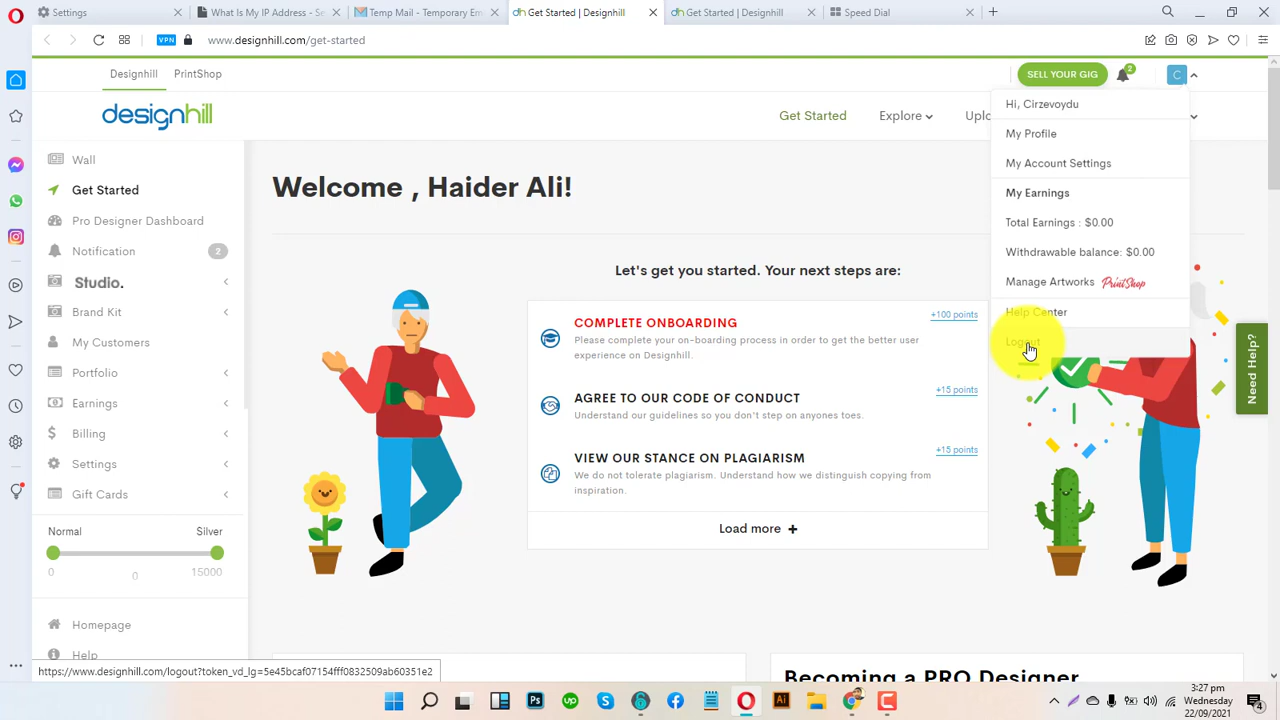 Settings
What Is My IP Address - Se
Temp Mail - Temporary Em
Get Started | Designhill
Get Started | Designhill
Speed Dial
VPN
www.designhill.com/get-started
Designhill
PrintShop
SELL YOUR GIG
2
C
designhill
Get Started
Explore
Uplo
Hi, Cirzevoydu
My Profile
My Account Settings
My Earnings
Total Earnings : $0.00
Withdrawable balance: $0.00
Manage Artworks PrintShop
Help Center
Logout
Wall
Get Started
Pro Designer Dashboard
Notification
2
Studio.
Brand Kit
My Customers
Portfolio
Earnings
Billing
Settings
Gift Cards
Normal
Silver
0
0
15000
Homepage
Help
Welcome , Haider Ali!
Let's get you started. Your next steps are:
COMPLETE ONBOARDING
+100 points
Please complete your on-boarding process in order to get the better user
experience on Designhill.
AGREE TO OUR CODE OF CONDUCT
+15 points
Understand our guidelines so you don't step on anyones toes.
VIEW OUR STANCE ON PLAGIARISM
+15 points
We do not tolerate plagiarism. Understand how we distinguish copying from
inspiration.
Load more +
Need Help?
Becoming a PRO Designer
https://www.designhill.com/logout?token_vd_lg=5e45bcaf07154fff0832509ab60351e2
Ps
up
Ai
3:27 pm
Wednesday
22/09/2021
4